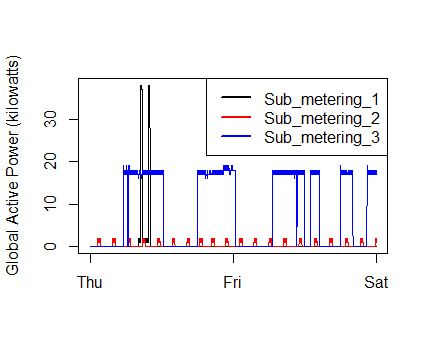 Global Active Power (kilowatts)
30
20
10
0
Sub_metering_1
Sub_metering_2
Sub_metering_3
Thu Fri Sat